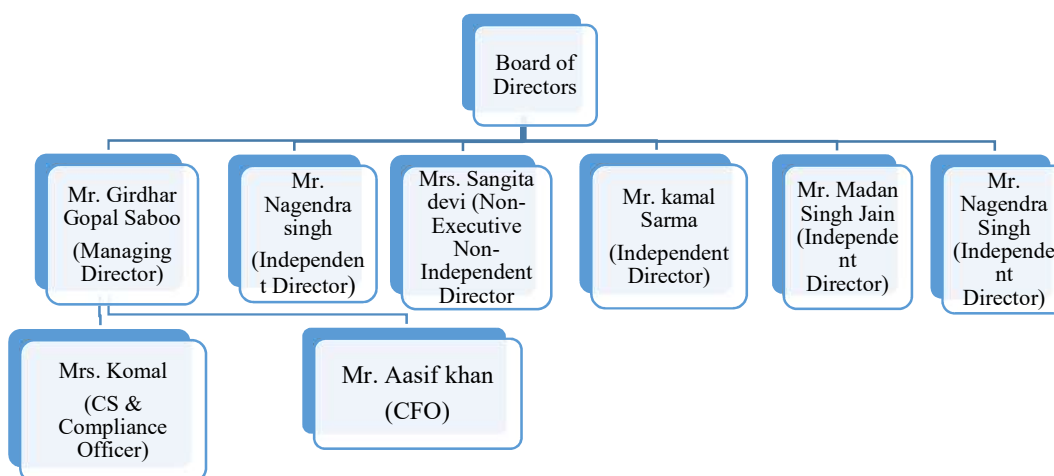 Board of
Directors
Mr. Girdhar
Gopal Saboo
(Managing
Director)
Mr.
Nagendra
singh
(Independen
t Director)
Mrs. Sangita
devi (Non-
Executive
Non-
Independent
Director
Mr. kamal
Sarma
(Independent
Director)
Mr. Madan
Singh Jain
(Independe
nt
Director)
Mr.
Nagendra
Singh
(Independe
nt
Director)
Mrs. Komal
(CS &
Compliance
Officer)
Mr. Aasif khan
(CFO)